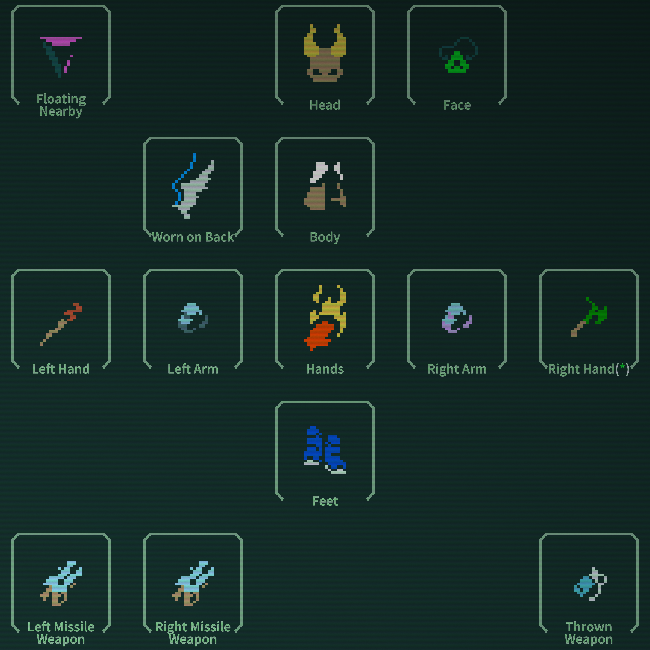 Floating
Nearby
Head
Face
Worn on Back
Body
Left Hand
Left Arm
Hands
Right Arm
Right Hand(*)
Feet
Left Missile
Weapon
Right Missile
Weapon
Thrown
Weapon